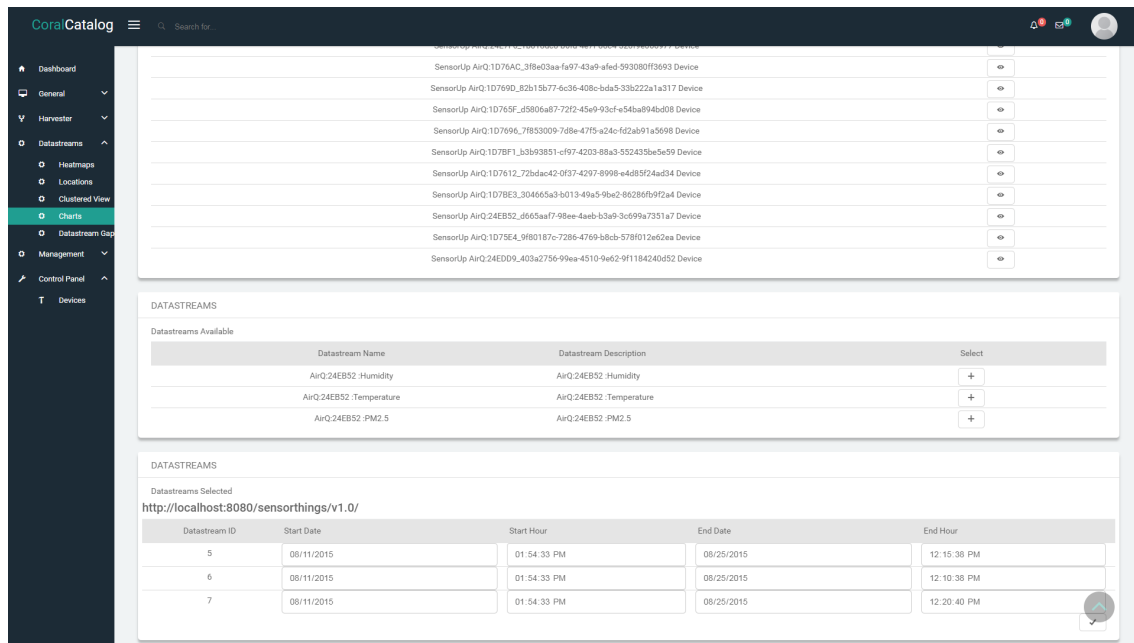 CoralCatalog
Search for..
0
0
Dashboard
General
Harvester
Datastreams
Heatmaps
Locations
Clustered View
Charts
Datastream Gap
Management
Control Panel
Devices
SensorUp AirQ:1D76AC_3f8e03aa-fa97-43a9-afed-593080ff3693 Device
SensorUp AirQ:1D769D_82b15b77-6c36-408c-bda5-33b222a1a317 Device
SensorUp AirQ:1D765F_d5806a87-72f2-45e9-93cf-e54ba894bd08 Device
SensorUp AirQ:1D7696_7f853009-7d8e-47f5-a24c-fd2ab91a5698 Device
SensorUp AirQ:1D7BF1_b3b93851-cf97-4203-88a3-552435be5e59 Device
SensorUp AirQ:1D7612_72bdac42-0f37-4297-8998-e4d85f24ad34 Device
SensorUp AirQ:1D7BE3_304665a3-b013-49a5-9be2-86286fb9f2a4 Device
SensorUp AirQ:24EB52_d665aaf7-98ee-4aeb-b3a9-3c699a7351a7 Device
SensorUp AirQ:1D75E4_9f80187c-7286-4769-b8cb-578f012e62ea Device
SensorUp AirQ:24EDD9_403a2756-99ea-4510-9e62-9f1184240d52 Device
DATASTREAMS
Datastreams Available
Datastream Name Datastream Description Select
AirQ:24EB52 :Humidity AirQ:24EB52 :Humidity +
AirQ:24EB52 :Temperature AirQ:24EB52 :Temperature +
AirQ:24EB52 :PM2.5 AirQ:24EB52 :PM2.5 +
DATASTREAMS
Datastreams Selected
http://localhost:8080/sensorthings/v1.0/
Datastream ID Start Date Start Hour End Date End Hour
5 08/11/2015 01:54:33 PM 08/25/2015 12:15:38 PM
6 08/11/2015 01:54:33 PM 08/25/2015 12:10:38 PM
7 08/11/2015 01:54:33 PM 08/25/2015 12:20:40 PM